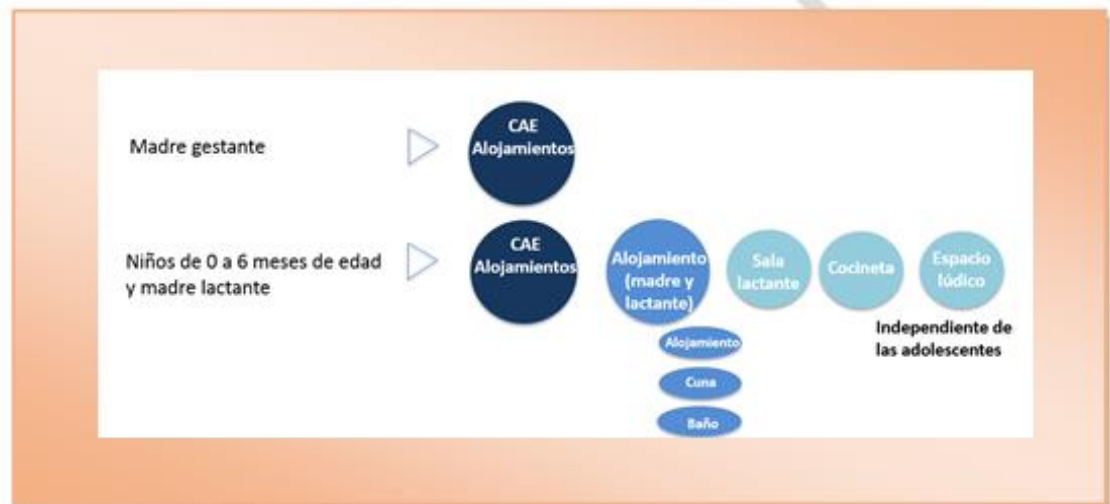 Madre gestante
CAE
Alojamientos
Niños de 0 a 6 meses de edad
y madre lactante
CAE
Alojamientos
Alojamiento
(madre y
lactante)
Sala
lactante
Cocineta
Espacio
lúdico
Independiente de
las adolescentes
Alojamiento
Cuna
Baño